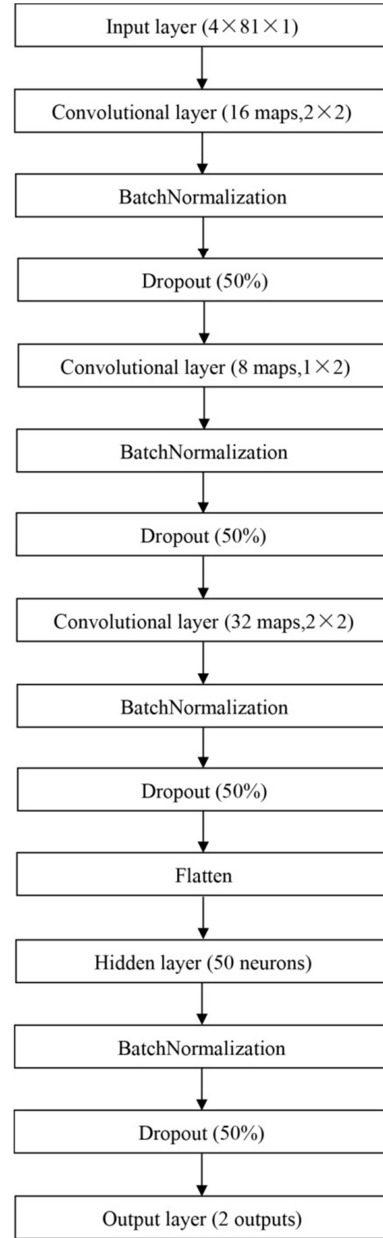 Input layer (4×81×1)
Convolutional layer (16 maps,2×2)
BatchNormalization
Dropout (50%)
Convolutional layer (8 maps,1×2)
BatchNormalization
Dropout (50%)
Convolutional layer (32 maps,2×2)
BatchNormalization
Dropout (50%)
Flatten
Hidden layer (50 neurons)
BatchNormalization
Dropout (50%)
Output layer (2 outputs)